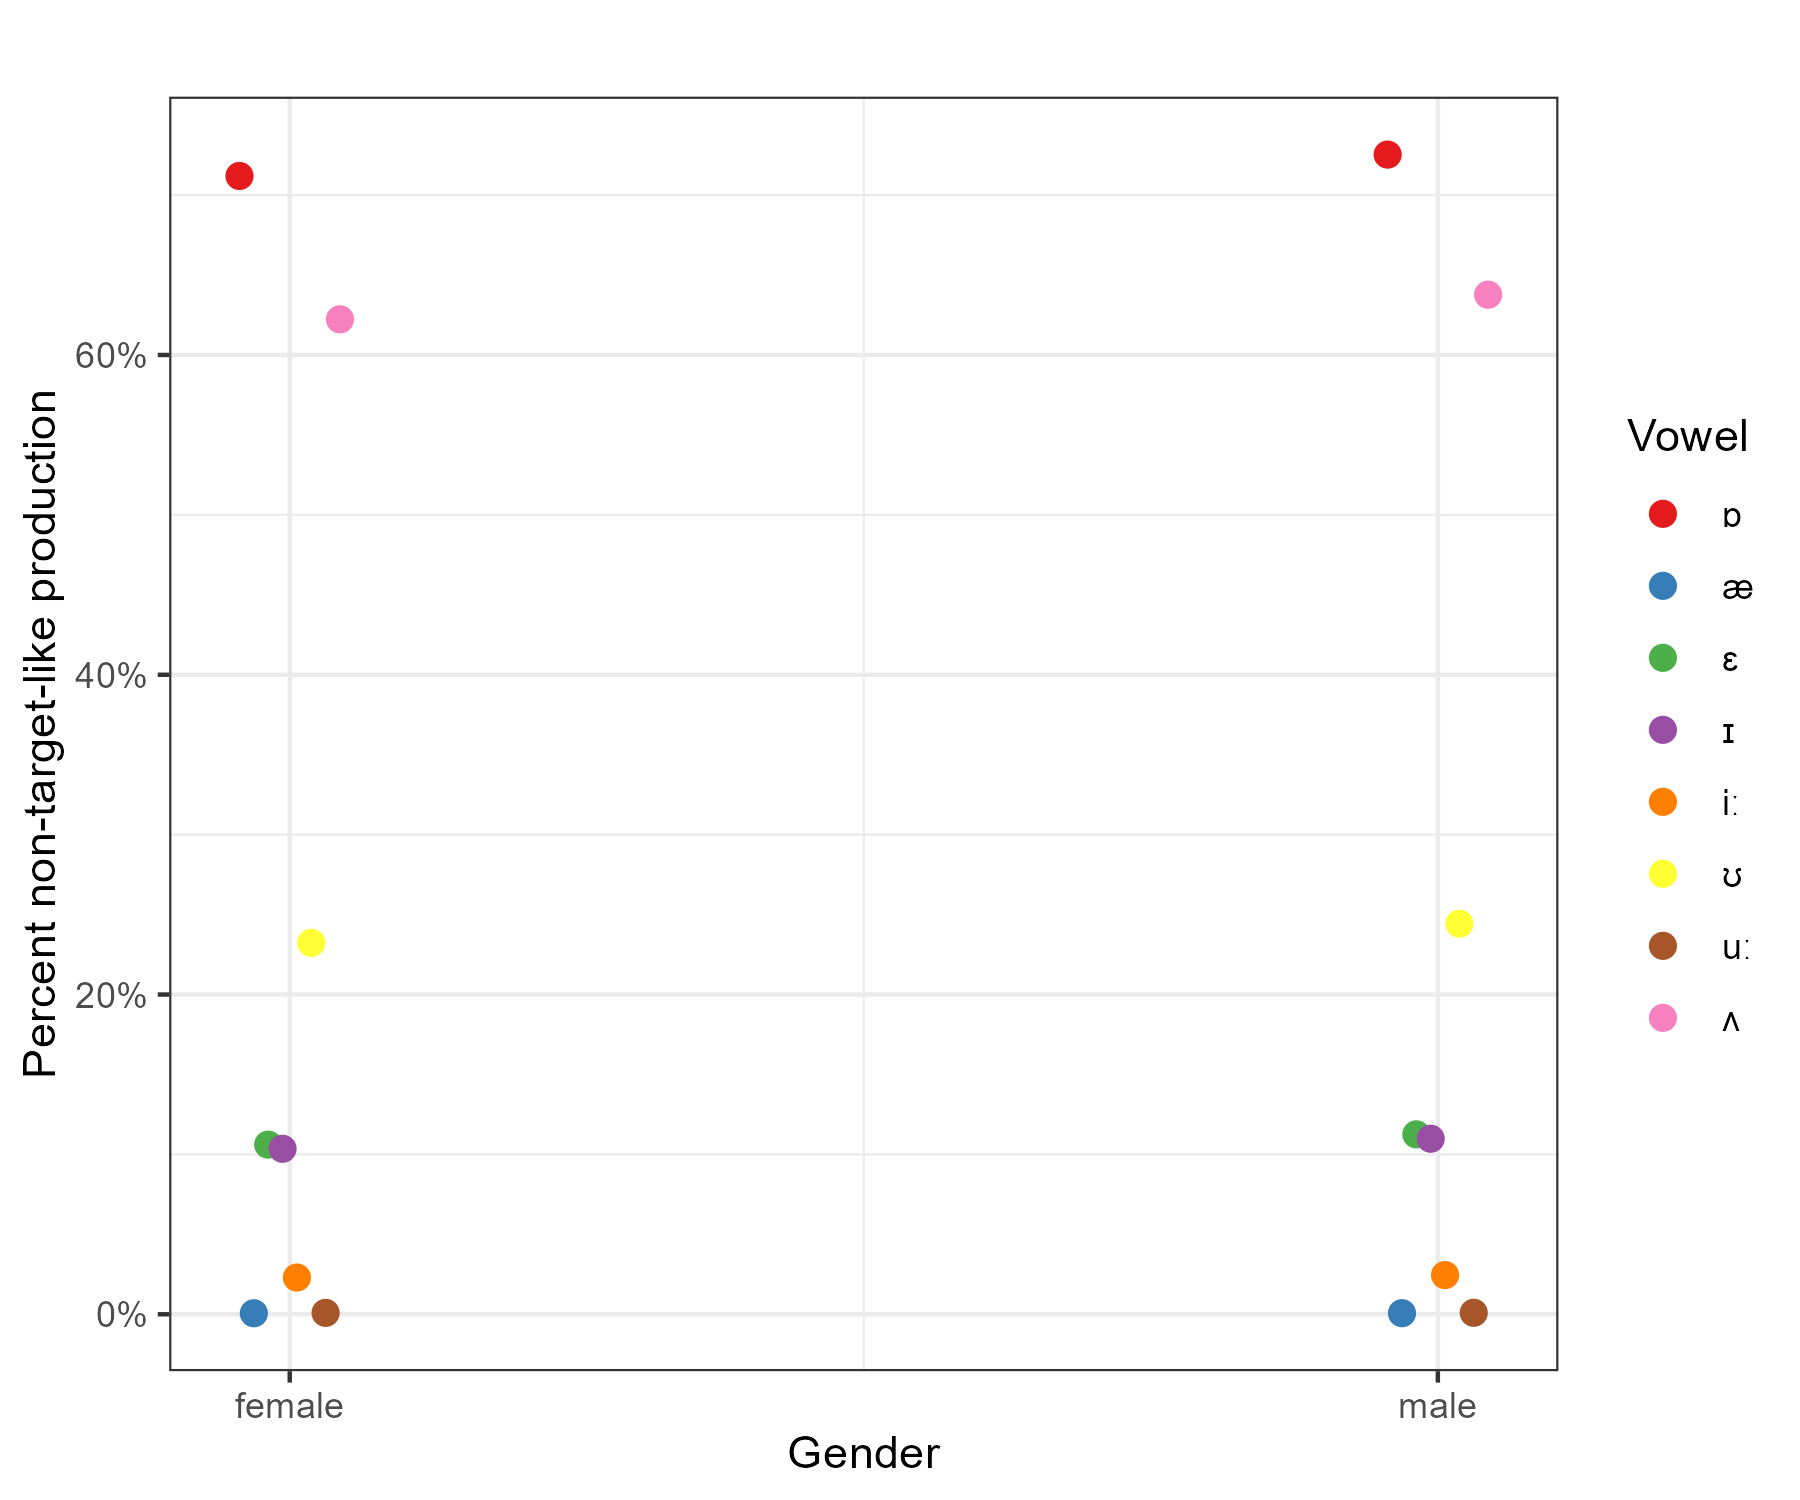 60%
40%
20%
0%
Percent non-target-like production
female
male
Gender
Vowel
ɒ
æ
ɛ
ɪ
iː
ʊ
uː
ʌ